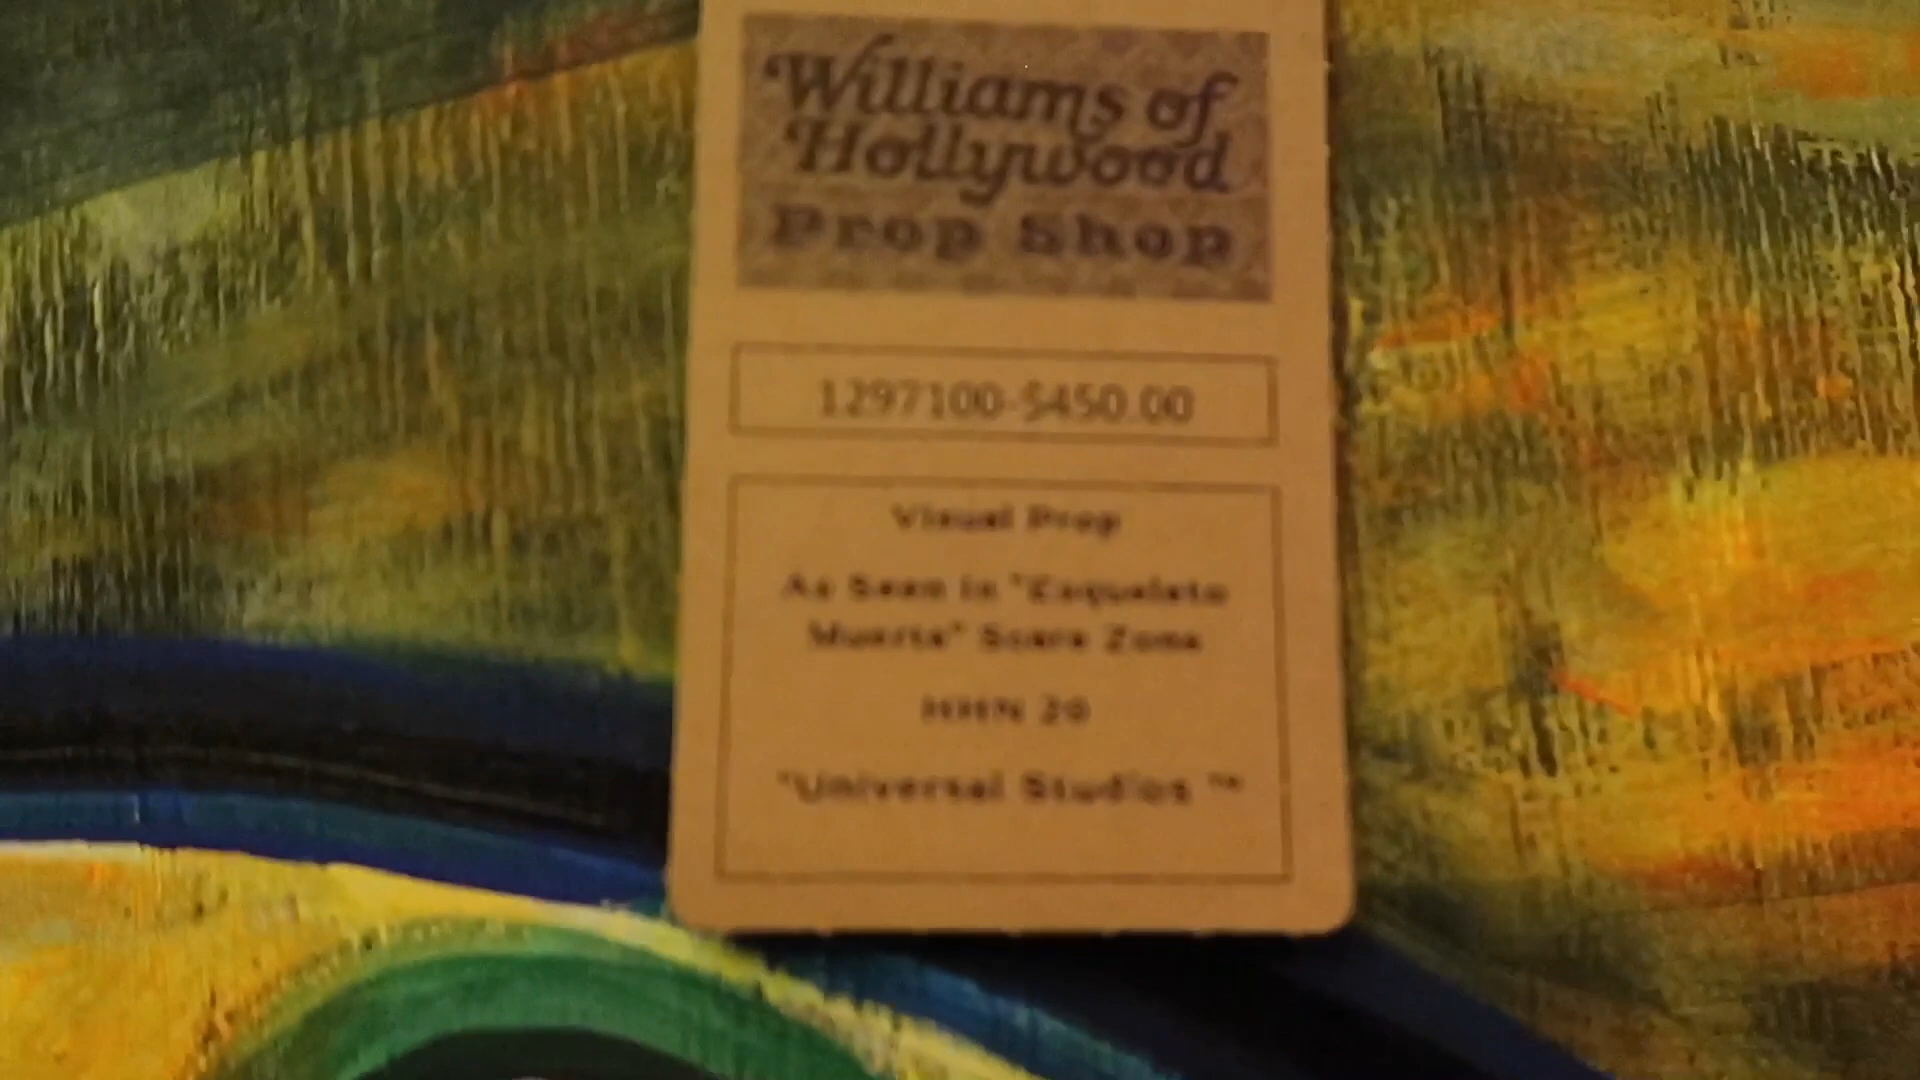 Williams of
Hollywood
Prop Shop
1297100-$450.00
Visual Prop
As Seen in "Esqueleto
Muerte" Scare Zone
HHN 20
"Universal Studios ™